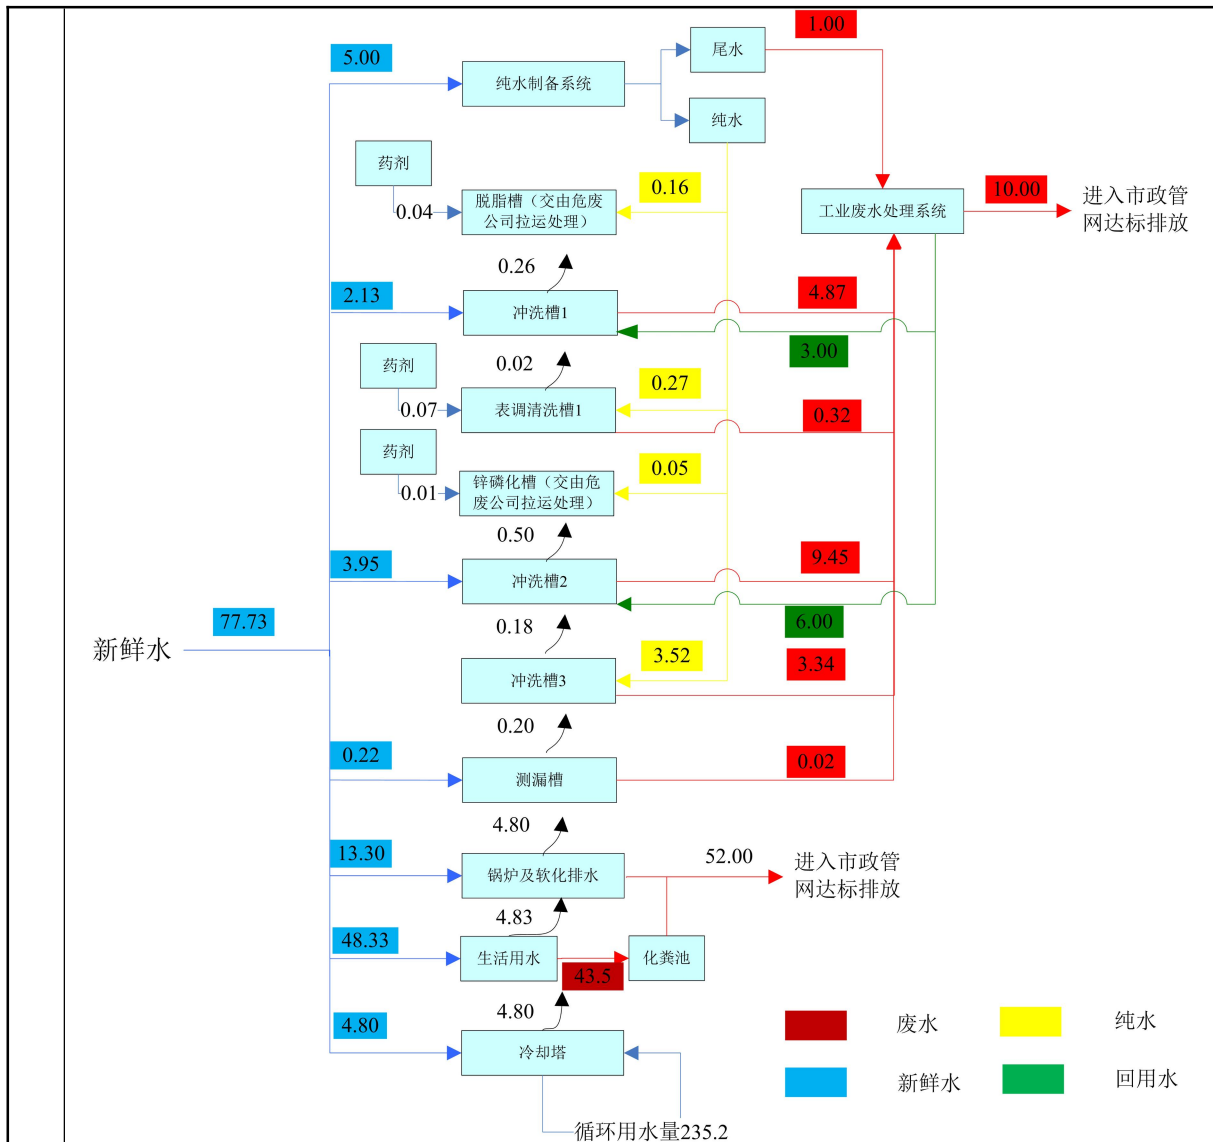 1.00
尾水
5.00
纯水制备系统
纯水
药剂
0.16
10.00
进入市政管
网达标排放
0.04
脱脂槽（交由危废
公司拉运处理）
工业废水处理系统
0.26
2.13
冲洗槽1
4.87
3.00
药剂
0.02
0.27
0.07
表调清洗槽1
0.32
药剂
0.05
0.01
锌磷化槽（交由危
废公司拉运处理）
0.50
3.95
冲洗槽2
9.45
77.73
0.18
6.00
新鲜水
3.52
3.34
冲洗槽3
0.20
0.22
测漏槽
0.02
4.80
13.30
锅炉及软化排水
52.00
进入市政管
网达标排放
4.83
48.33
生活用水
化粪池
43.5
4.80
4.80
冷却塔
废水
纯水
新鲜水
回用水
循环用水量235.2